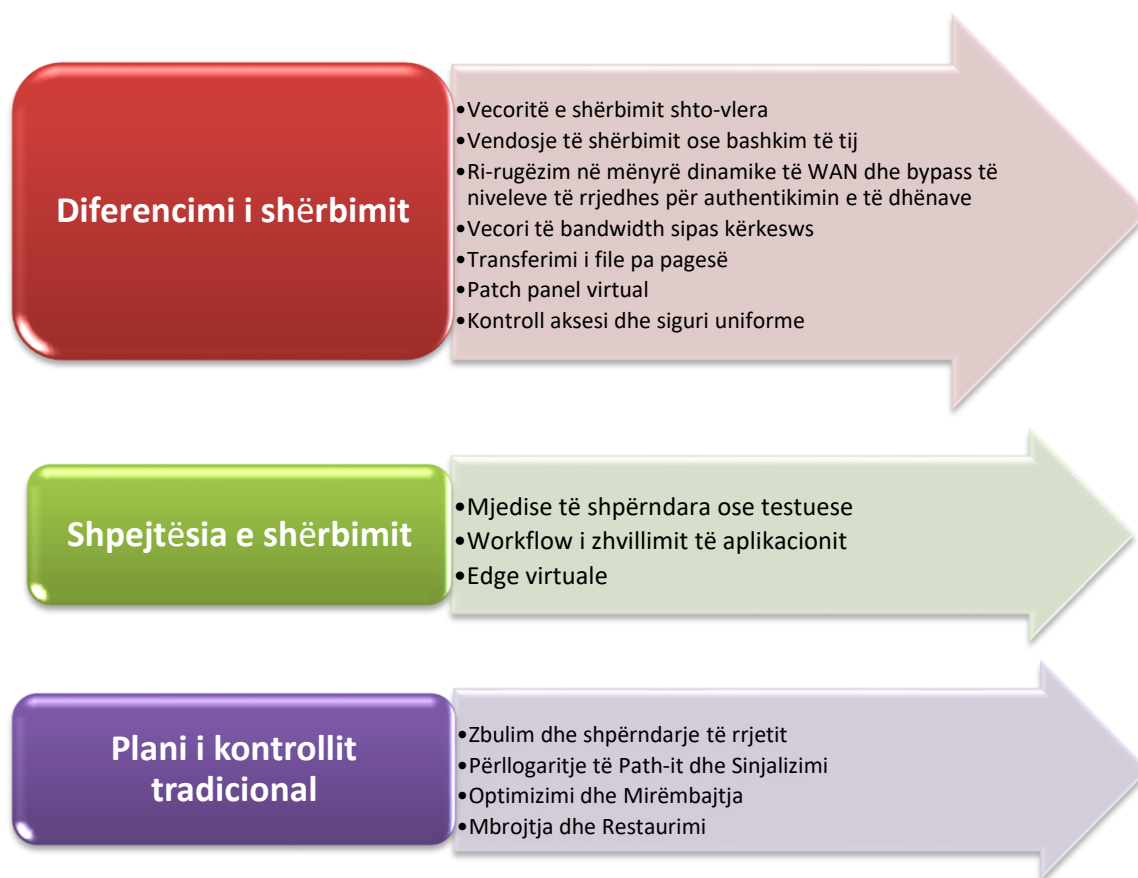 Diferencimi i shërbimit
•Vecoritë e shërbimit shto-vlera
•Vendosje të shërbimit ose bashkim të tij
•Ri-rugëzim në mënyrë dinamike të WAN dhe bypass të
niveleve të rrjedhes për authentikimin e të dhënave
•Vecori të bandwidth sipas kërkesws
•Transferimi i file pa pagesë
•Patch panel virtual
•Kontroll aksesi dhe siguri uniforme
Shpejtësia e shërbimit
•Mjedise të shpërndara ose testuese
•Workflow i zhvillimit të aplikacionit
•Edge virtuale
Plani i kontrollit
tradicional
•Zbulim dhe shpërndarje të rrjetit
•Përllogaritje të Path-it dhe Sinjalizimi
•Optimizimi dhe Mirëmbajtja
•Mbrojtja dhe Restaurimi